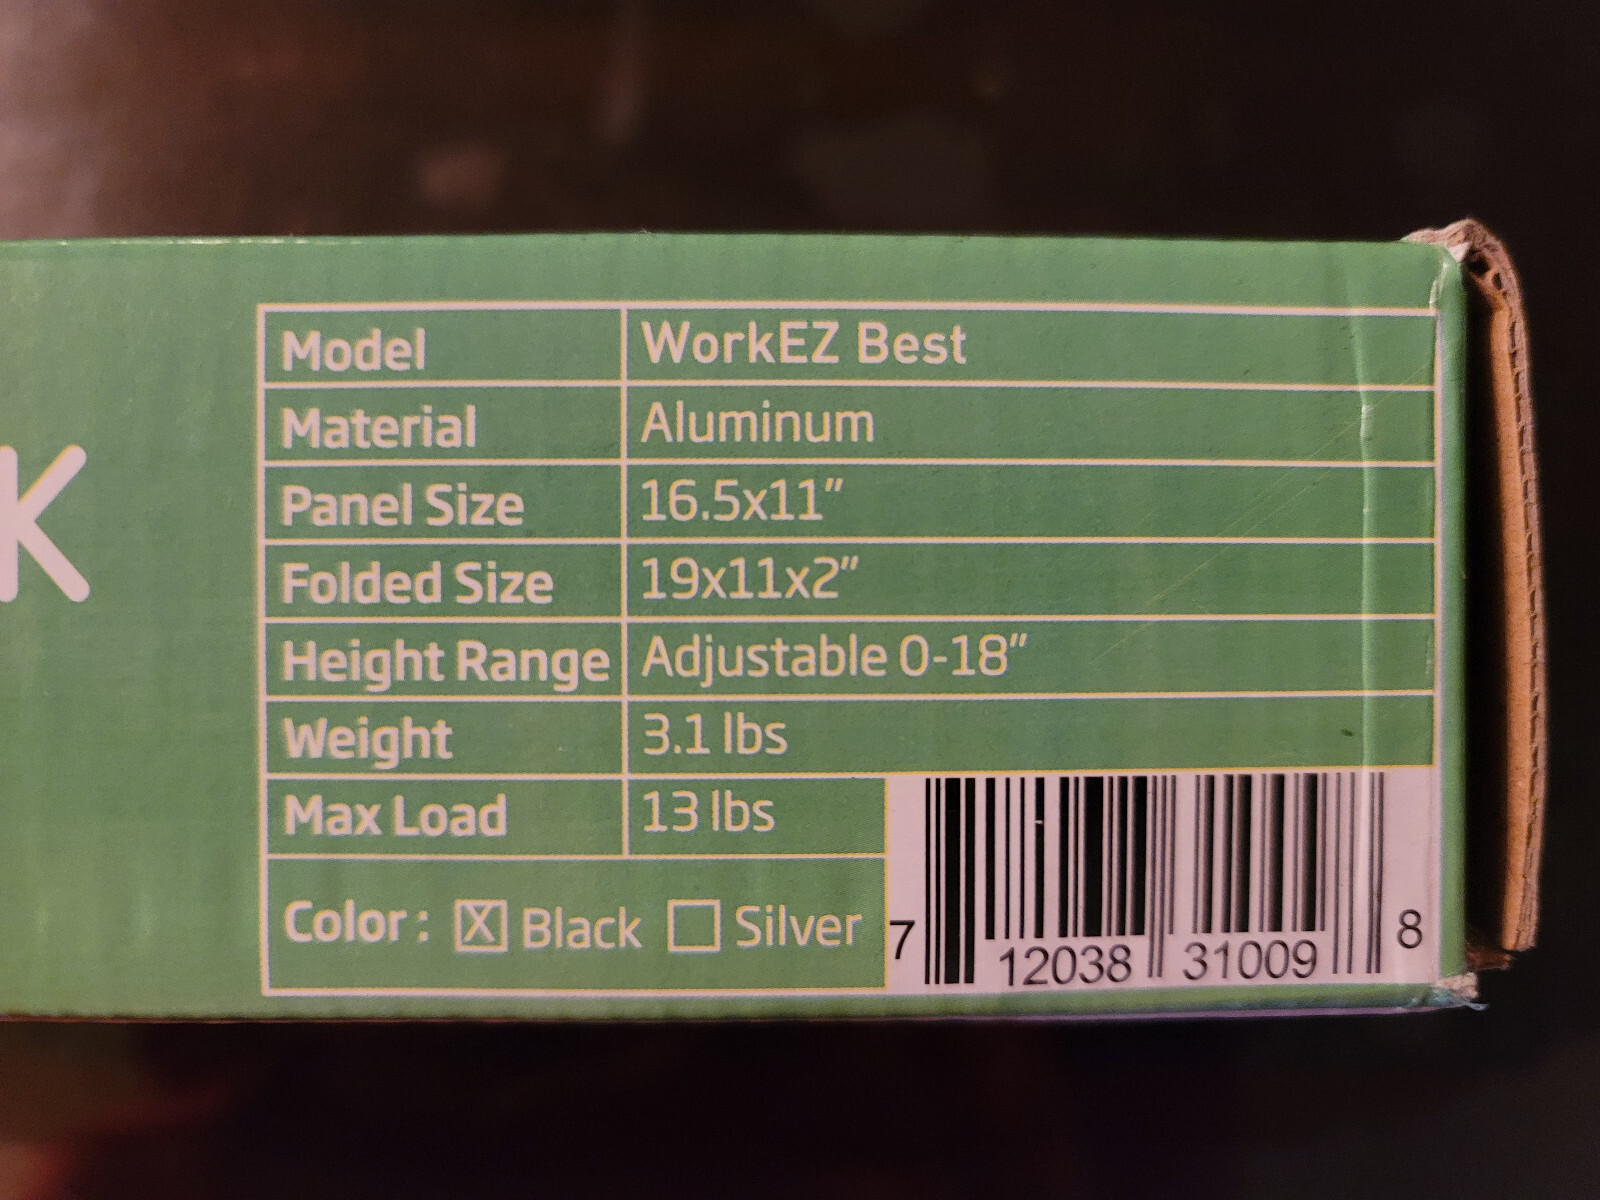 K
Model WorkEZ Best
Material Aluminum
Panel Size 16.5x11”
Folded Size 19x11x2”
Height Range Adjustable 0-18”
Weight 3.1 lbs
Max Load 13 lbs
Color: X Black Silver
7 12038 31009 8